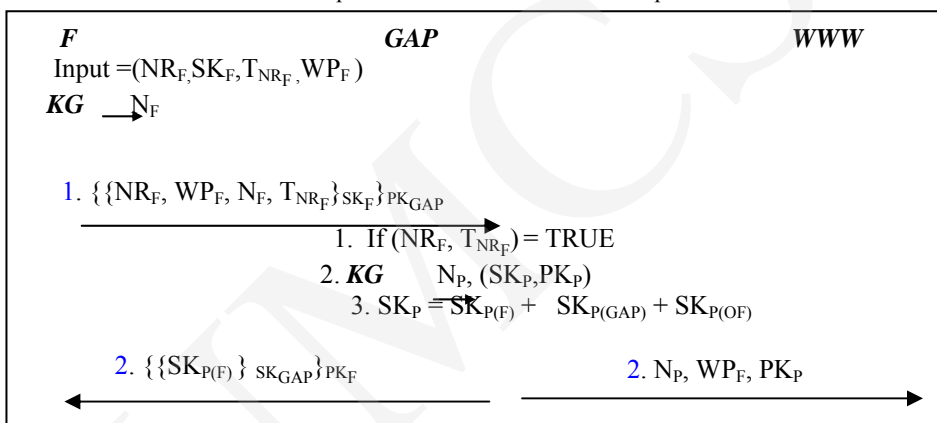 F GAP WWW
Input =(NR_F,SK_F,T_NR_F,WP_F )
KG N_F
1. {{NR_F, WP_F, N_F, T_NR_F}SK_F}PK_GAP
1. If (NR_F, T_NR_F) = TRUE
2. KG N_P, (SK_P,PK_P)
3. SK_P = SK_P(F) + SK_P(GAP) + SK_P(OF)
2. {{SK_P(F) } SK_GAP}PK_F 2. N_P, WP_F, PK_P